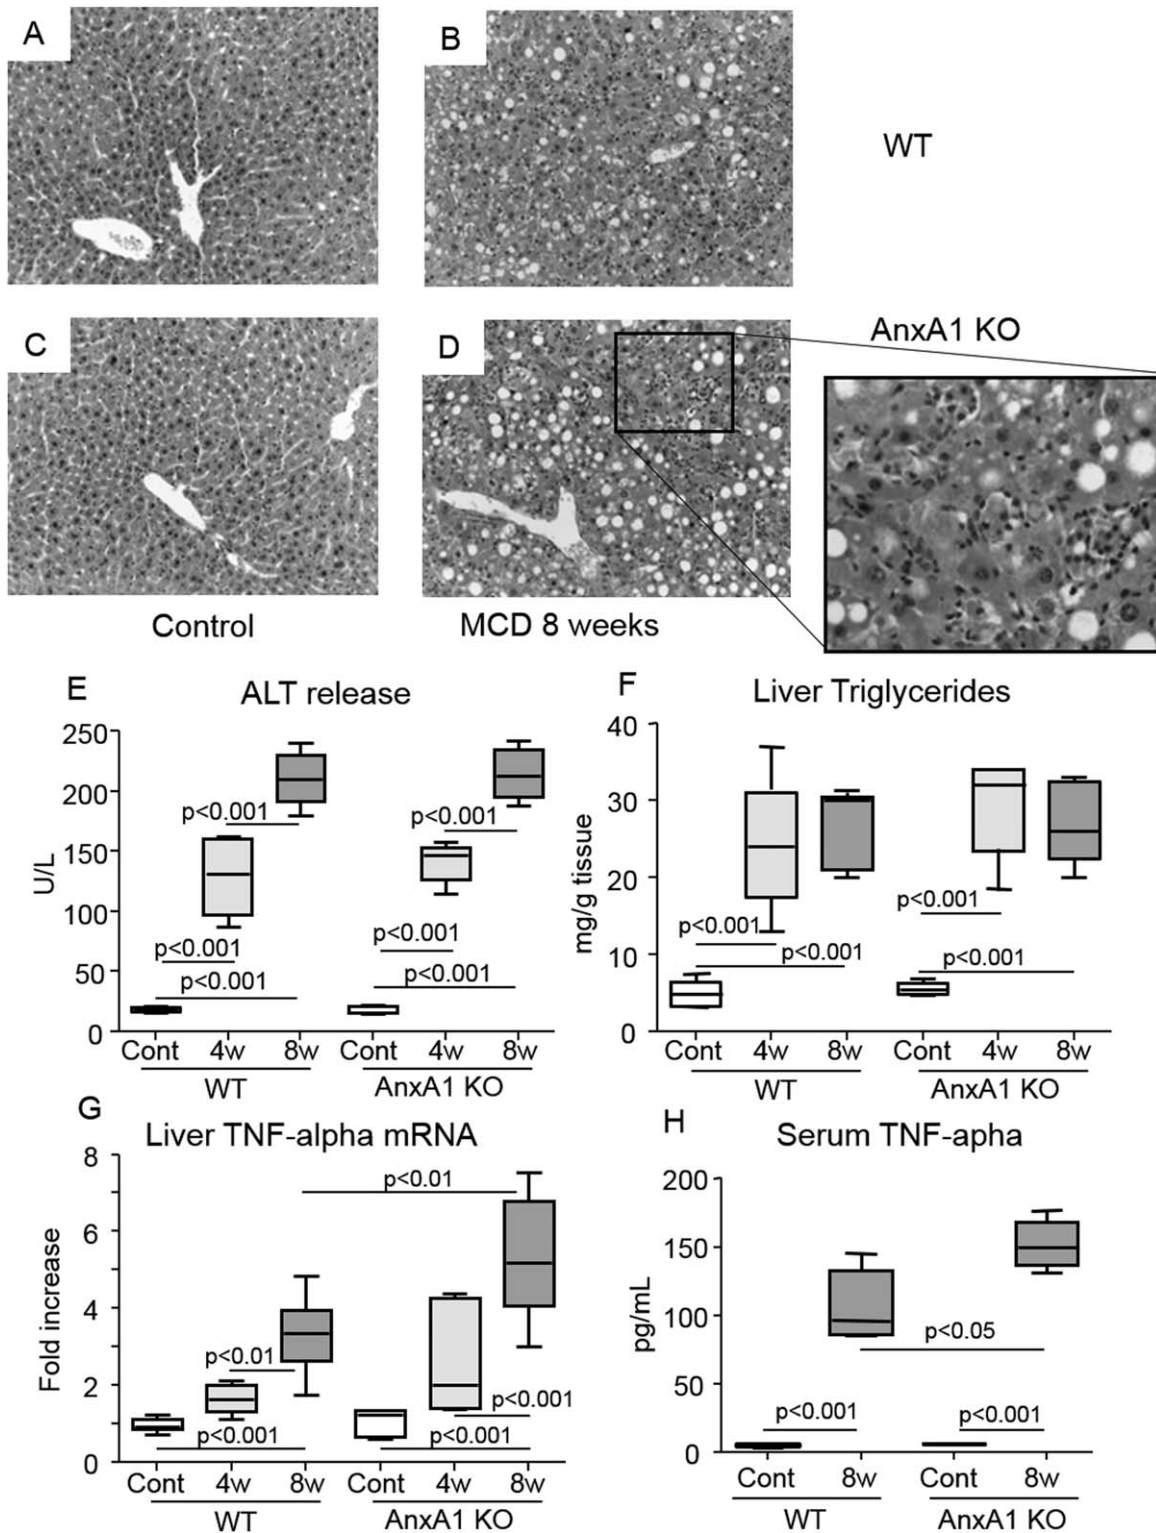 A
B
WT
C
D
AnxA1 KO
Control
MCD 8 weeks
E
ALT release
250
200
150
100
50
0
U/L
p<0.001
p<0.001
p<0.001
p<0.001
p<0.001
p<0.001
Cont 4w 8w Cont 4w 8w
WT AnxA1 KO
F
Liver Triglycerides
40
30
20
10
0
mg/g tissue
p<0.001
p<0.001
p<0.001
p<0.001
Cont 4w 8w Cont 4w 8w
WT AnxA1 KO
G
Liver TNF-alpha mRNA
8
6
4
2
0
Fold increase
p<0.01
p<0.01
p<0.001
p<0.001
p<0.001
Cont 4w 8w Cont 4w 8w
WT AnxA1 KO
H
Serum TNF-apha
200
150
100
50
0
pg/mL
p<0.05
p<0.001
p<0.001
Cont 8w Cont 8w
WT AnxA1 KO